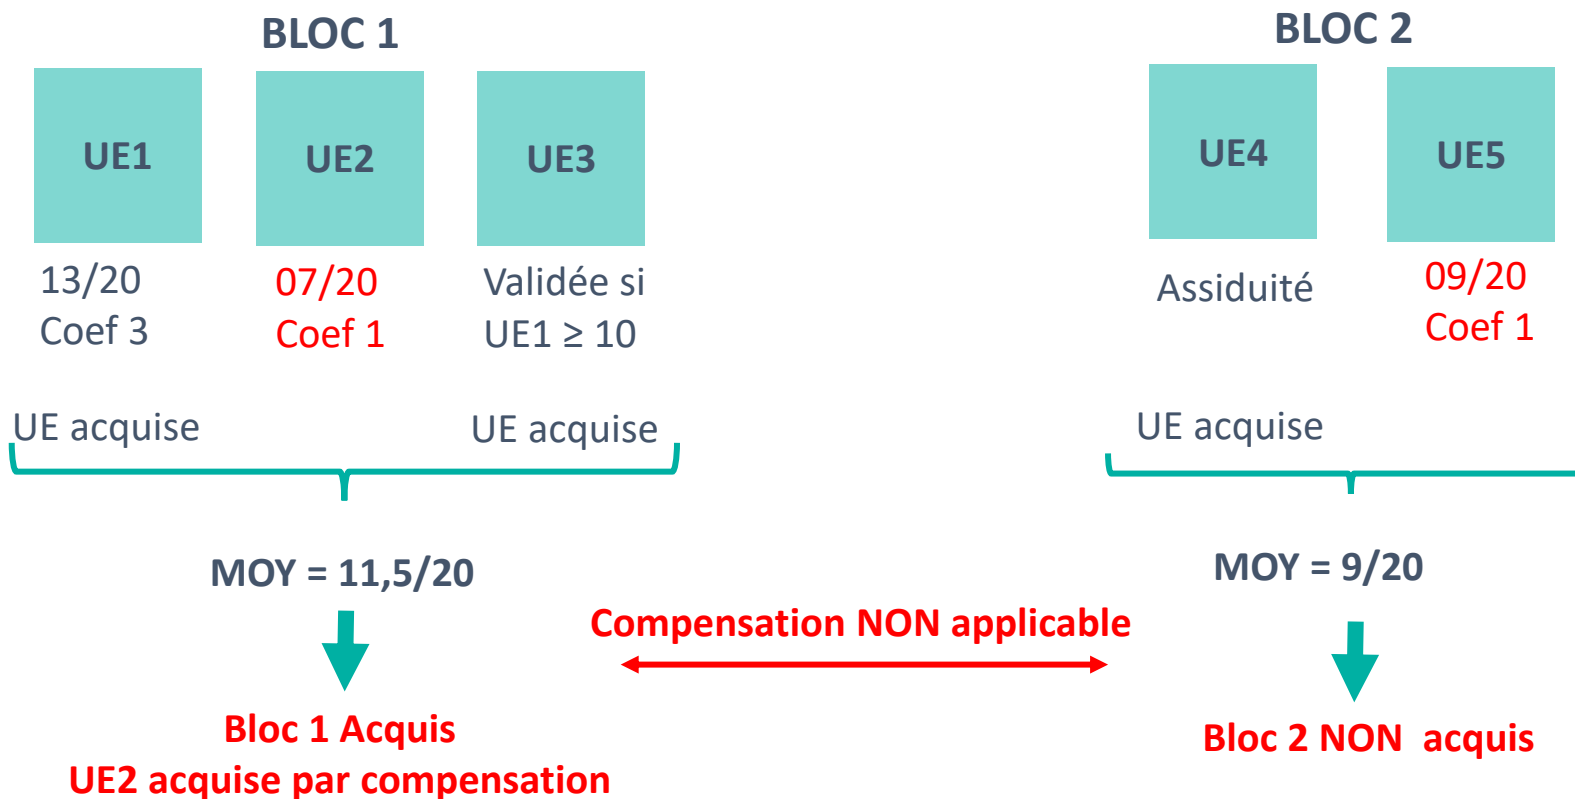 BLOC 1
UE1
UE2
UE3
13/20
Coef 3
07/20
Coef 1
Validée si
UE1 ≥ 10
UE acquise
UE acquise
MOY = 11,5/20
Bloc 1 Acquis
UE2 acquise par compensation
Compensation NON applicable
BLOC 2
UE4
UE5
Assiduité
09/20
Coef 1
UE acquise
MOY = 9/20
Bloc 2 NON acquis